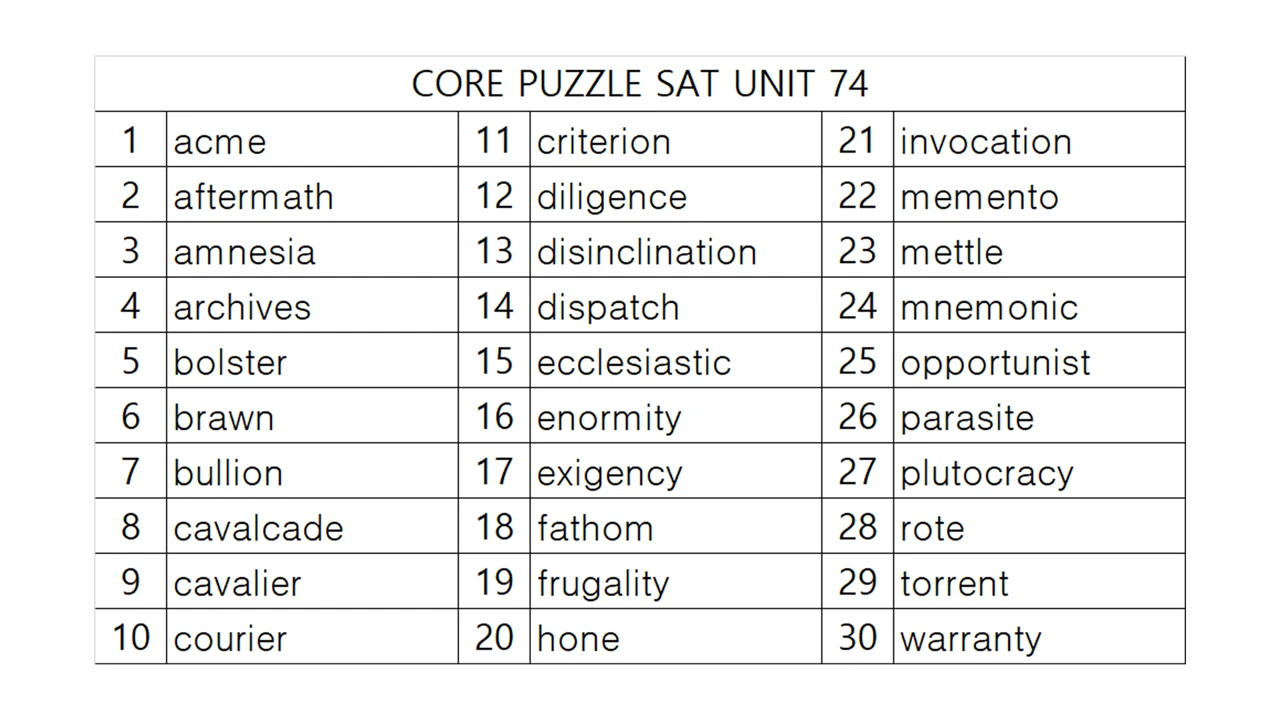 CORE PUZZLE SAT UNIT 74
1 acme 11 criterion 21 invocation
2 aftermath 12 diligence 22 memento
3 amnesia 13 disinclination 23 mettle
4 archives 14 dispatch 24 mnemonic
5 bolster 15 ecclesiastic 25 opportunist
6 brawn 16 enormity 26 parasite
7 bullion 17 exigency 27 plutocracy
8 cavalcade 18 fathom 28 rote
9 cavalier 19 frugality 29 torrent
10 courier 20 hone 30 warranty